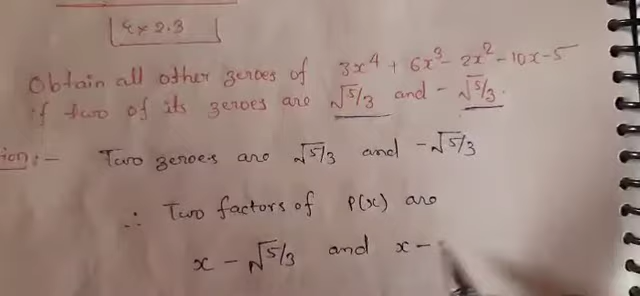 Ex 2.3
Obtain all other zeroes of 3x⁴ + 6x³ - 2x² - 10x - 5
if two of its zeroes are √5/3 and - √5/3.
ion:- Two zeroes are √5/3 and -√5/3
∴ Two factors of P(x) are
x - √5/3 and x -